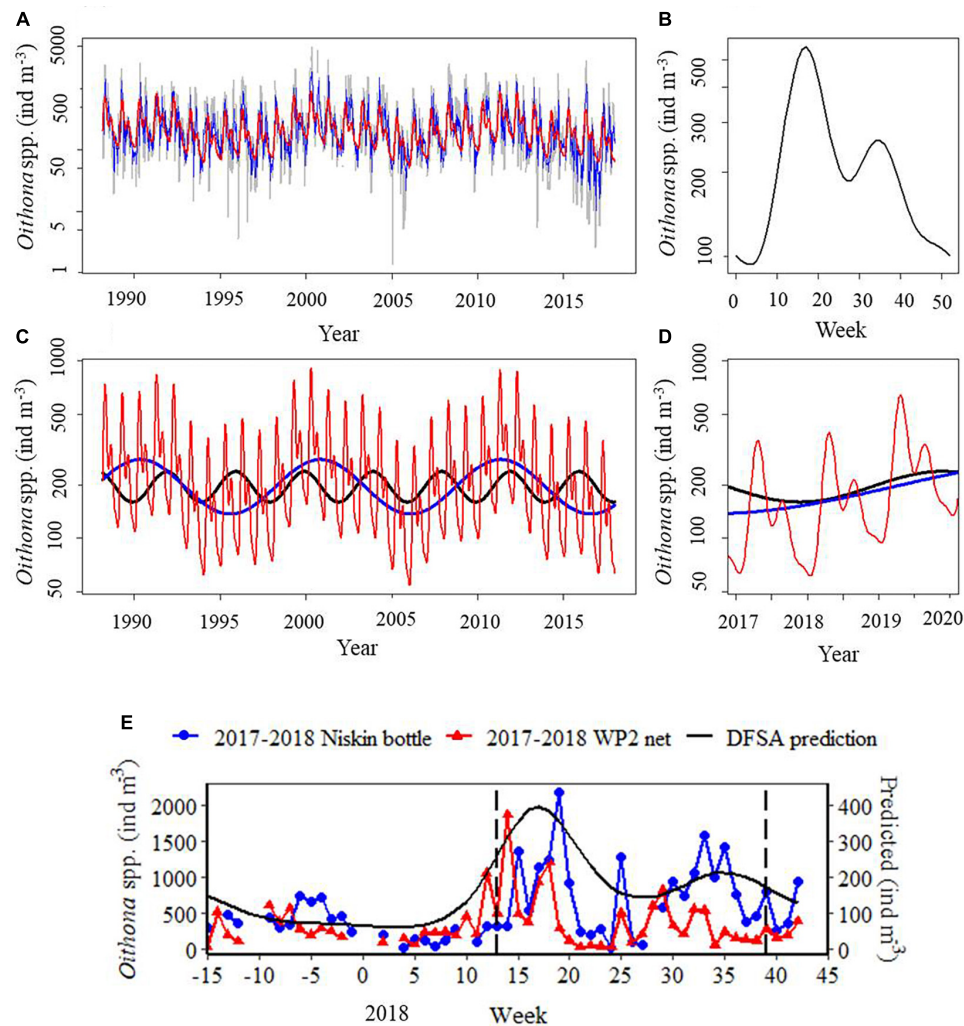 A
B
Oithona spp. (ind m-3)
5000
500
50
5
1
1990 1995 2000 2005 2010 2015
Year
Oithona spp. (ind m-3)
500
300
200
100
0 10 20 30 40 50
Week
C
D
Oithona spp. (ind m-3)
1000
500
200
100
50
1990 1995 2000 2005 2010 2015
Year
Oithona spp. (ind m-3)
1000
500
200
100
50
2017 2018 2019 2020
Year
E
2017-2018 Niskin bottle 2017-2018 WP2 net DFSA prediction
Oithona spp. (ind m-3)
2000
1500
1000
500
0
Predicted (ind m3)
400
300
200
100
0
-15 -10 -5 0 5 10 15 20 25 30 35 40 45
2018 Week